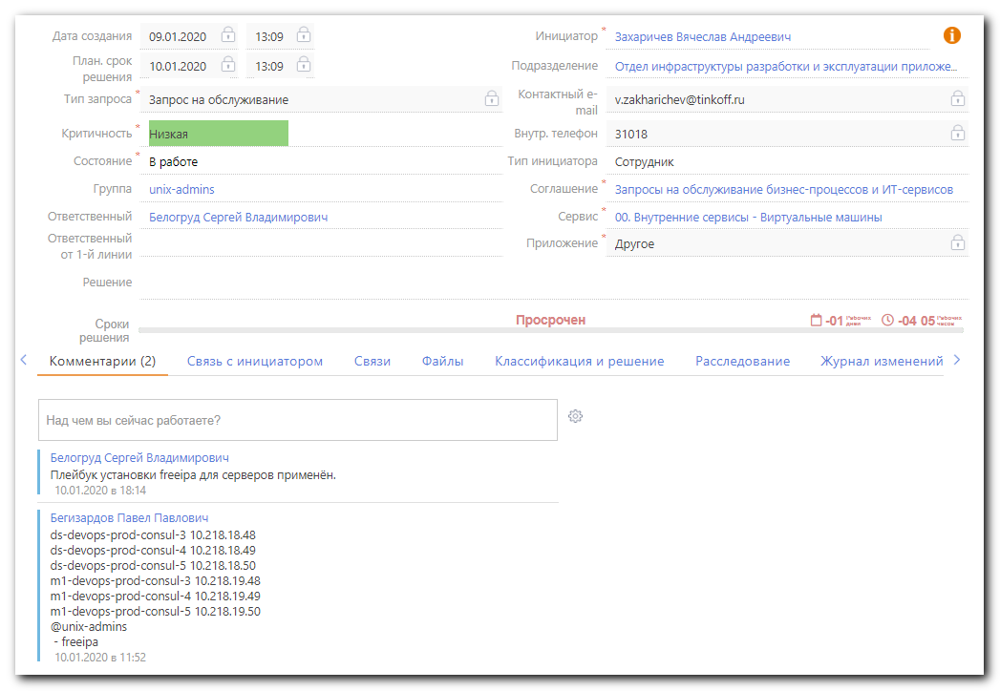 Дата создания 09.01.2020 13:09
План. срок решения 10.01.2020 13:09
Тип запроса * Запрос на обслуживание
Критичность * Низкая
Состояние * В работе
Группа unix-admins
Ответственный Белогруд Сергей Владимирович
Ответственный от 1-й линии
Решение
Инициатор * Захаричев Вячеслав Андреевич
Подразделение Отдел инфраструктуры разработки и эксплуатации приложе...
Контактный e-mail v.zakharichev@tinkoff.ru
Внутр. телефон 31018
Тип инициатора Сотрудник
Соглашение * Запросы на обслуживание бизнес-процессов и ИТ-сервисов
Сервис * 00. Внутренние сервисы - Виртуальные машины
Приложение * Другое
Сроки решения Просрочен -01 Рабочих дней -04 05 Рабочих часов
Комментарии (2) Связь с инициатором Связи Файлы Классификация и решение Расследование Журнал изменений
Над чем вы сейчас работаете?
Белогруд Сергей Владимирович
Плейбук установки freeipa для серверов применён.
10.01.2020 в 18:14
Бегизардов Павел Павлович
ds-devops-prod-consul-3 10.218.18.48
ds-devops-prod-consul-4 10.218.18.49
ds-devops-prod-consul-5 10.218.18.50
m1-devops-prod-consul-3 10.218.19.48
m1-devops-prod-consul-4 10.218.19.49
m1-devops-prod-consul-5 10.218.19.50
@unix-admins
- freeipa
10.01.2020 в 11:52